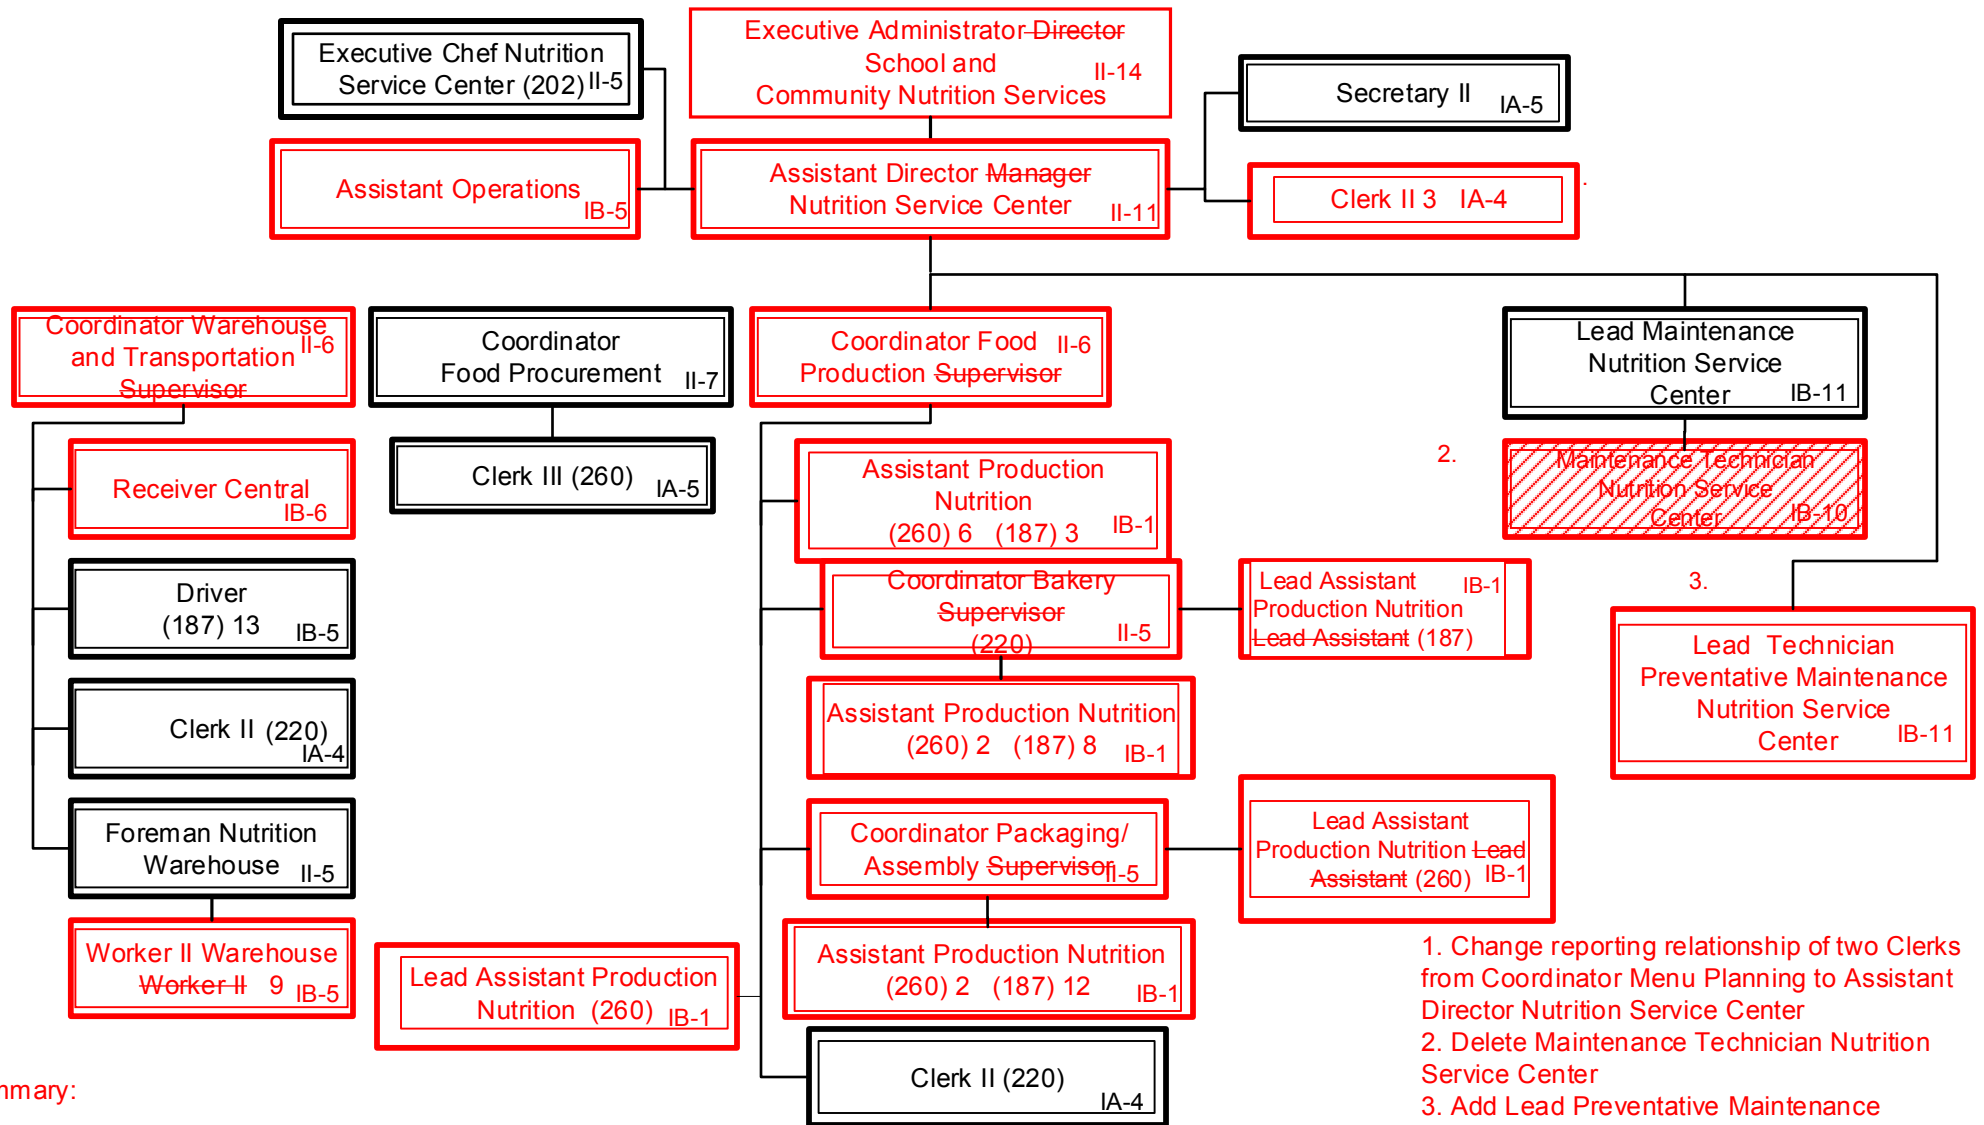 Executive Chef Nutrition
Service Center (202) II-5
Executive Administrator Director
School and
II-14
Community Nutrition Services
Secretary II IA-5
Assistant Operations
IB-5
Assistant Director Manager
Nutrition Service Center II-11
Clerk II 3 IA-4
.
Coordinator Warehouse
and Transportation II-6
Supervisor
Coordinator
Food Procurement II-7
Coordinator Food II-6
Production Supervisor
Lead Maintenance
Nutrition Service
Center IB-11
Receiver Central
IB-6
Clerk III (260) IA-5
Assistant Production
Nutrition
(260) 6 (187) 3 IB-1
2.
Maintenance Technician
Nutrition Service
Center IB-10
Driver
(187) 13 IB-5
Coordinator Bakery
Supervisor
(220) II-5
Lead Assistant IB-1
Production Nutrition
Lead Assistant (187)
3.
Lead Technician
Preventative Maintenance
Nutrition Service
Center IB-11
Clerk II (220)
IA-4
Assistant Production Nutrition
(260) 2 (187) 8 IB-1
Foreman Nutrition
Warehouse II-5
Coordinator Packaging/
Assembly Supervisor II-5
Lead Assistant
Production Nutrition Lead
Assistant (260) IB-1
Worker II Warehouse
Worker II 9 IB-5
Lead Assistant Production
Nutrition (260) IB-1
Assistant Production Nutrition
(260) 2 (187) 12 IB-1
Clerk II (220)
IA-4
1. Change reporting relationship of two Clerks
from Coordinator Menu Planning to Assistant
Director Nutrition Service Center
2. Delete Maintenance Technician Nutrition
Service Center
3. Add Lead Preventative Maintenance
nmary: